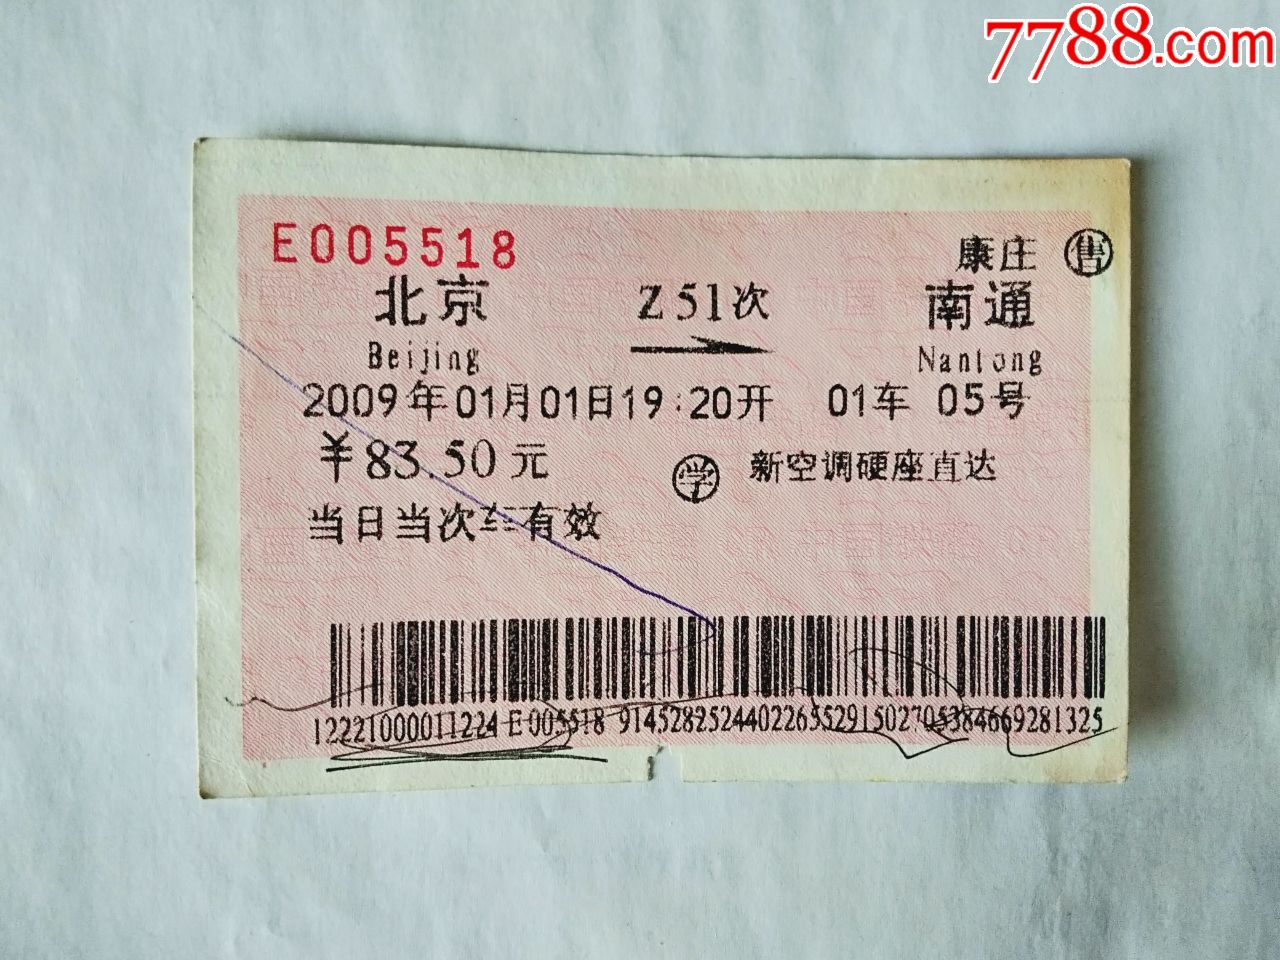 7788.com
E005518
康庄 售
北京 Z51次 南通
Beijing Nantong
2009年01月01日19:20开 01车 05号
¥83.50元 学 新空调硬座直达
当日当次车有效
12221000011224 E005518 914528252440226552915027053846692​81325